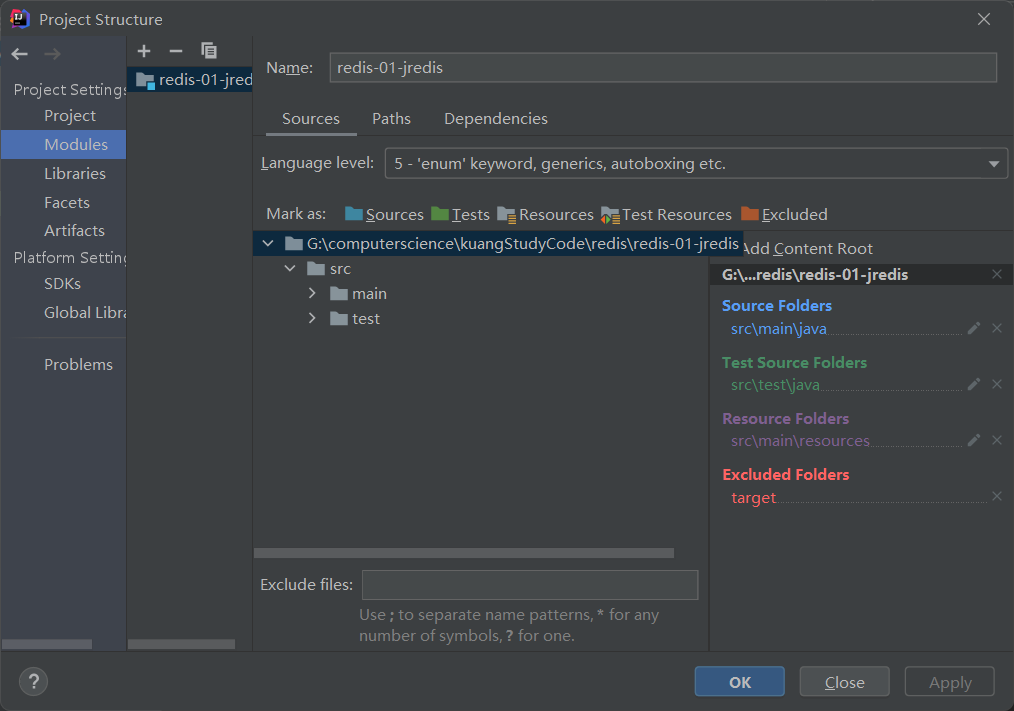 Project Structure
Project Settings
Project
Modules
Libraries
Facets
Artifacts
Platform Setting
SDKs
Global Libra
Problems
redis-01-jred
Name: redis-01-jredis
Sources Paths Dependencies
Language level: 5 - 'enum' keyword, generics, autoboxing etc.
Mark as: Sources Tests Resources Test Resources Excluded
G:\computerscience\kuangStudyCode\redis\redis-01-jredis
src
main
test
Add Content Root
G:\...redis\redis-01-jredis
Source Folders
src\main\java
Test Source Folders
src\test\java
Resource Folders
src\main\resources
Excluded Folders
target
Exclude files:
Use ; to separate name patterns, * for any
number of symbols, ? for one.
? OK Close Apply